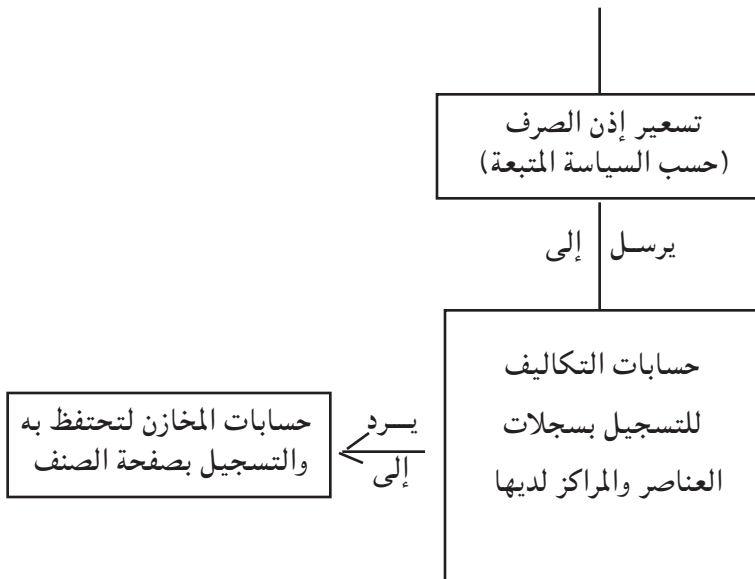 تسعير إذن الصرف
(حسب السياسة المتبعة)
يرسل إلى
حسابات التكاليف
للتسجيل بسجلات
العناصر والمراكز لديها
يرد
إلى
حسابات المخازن لتحتفظ به
والتسجيل بصفحة الصنف